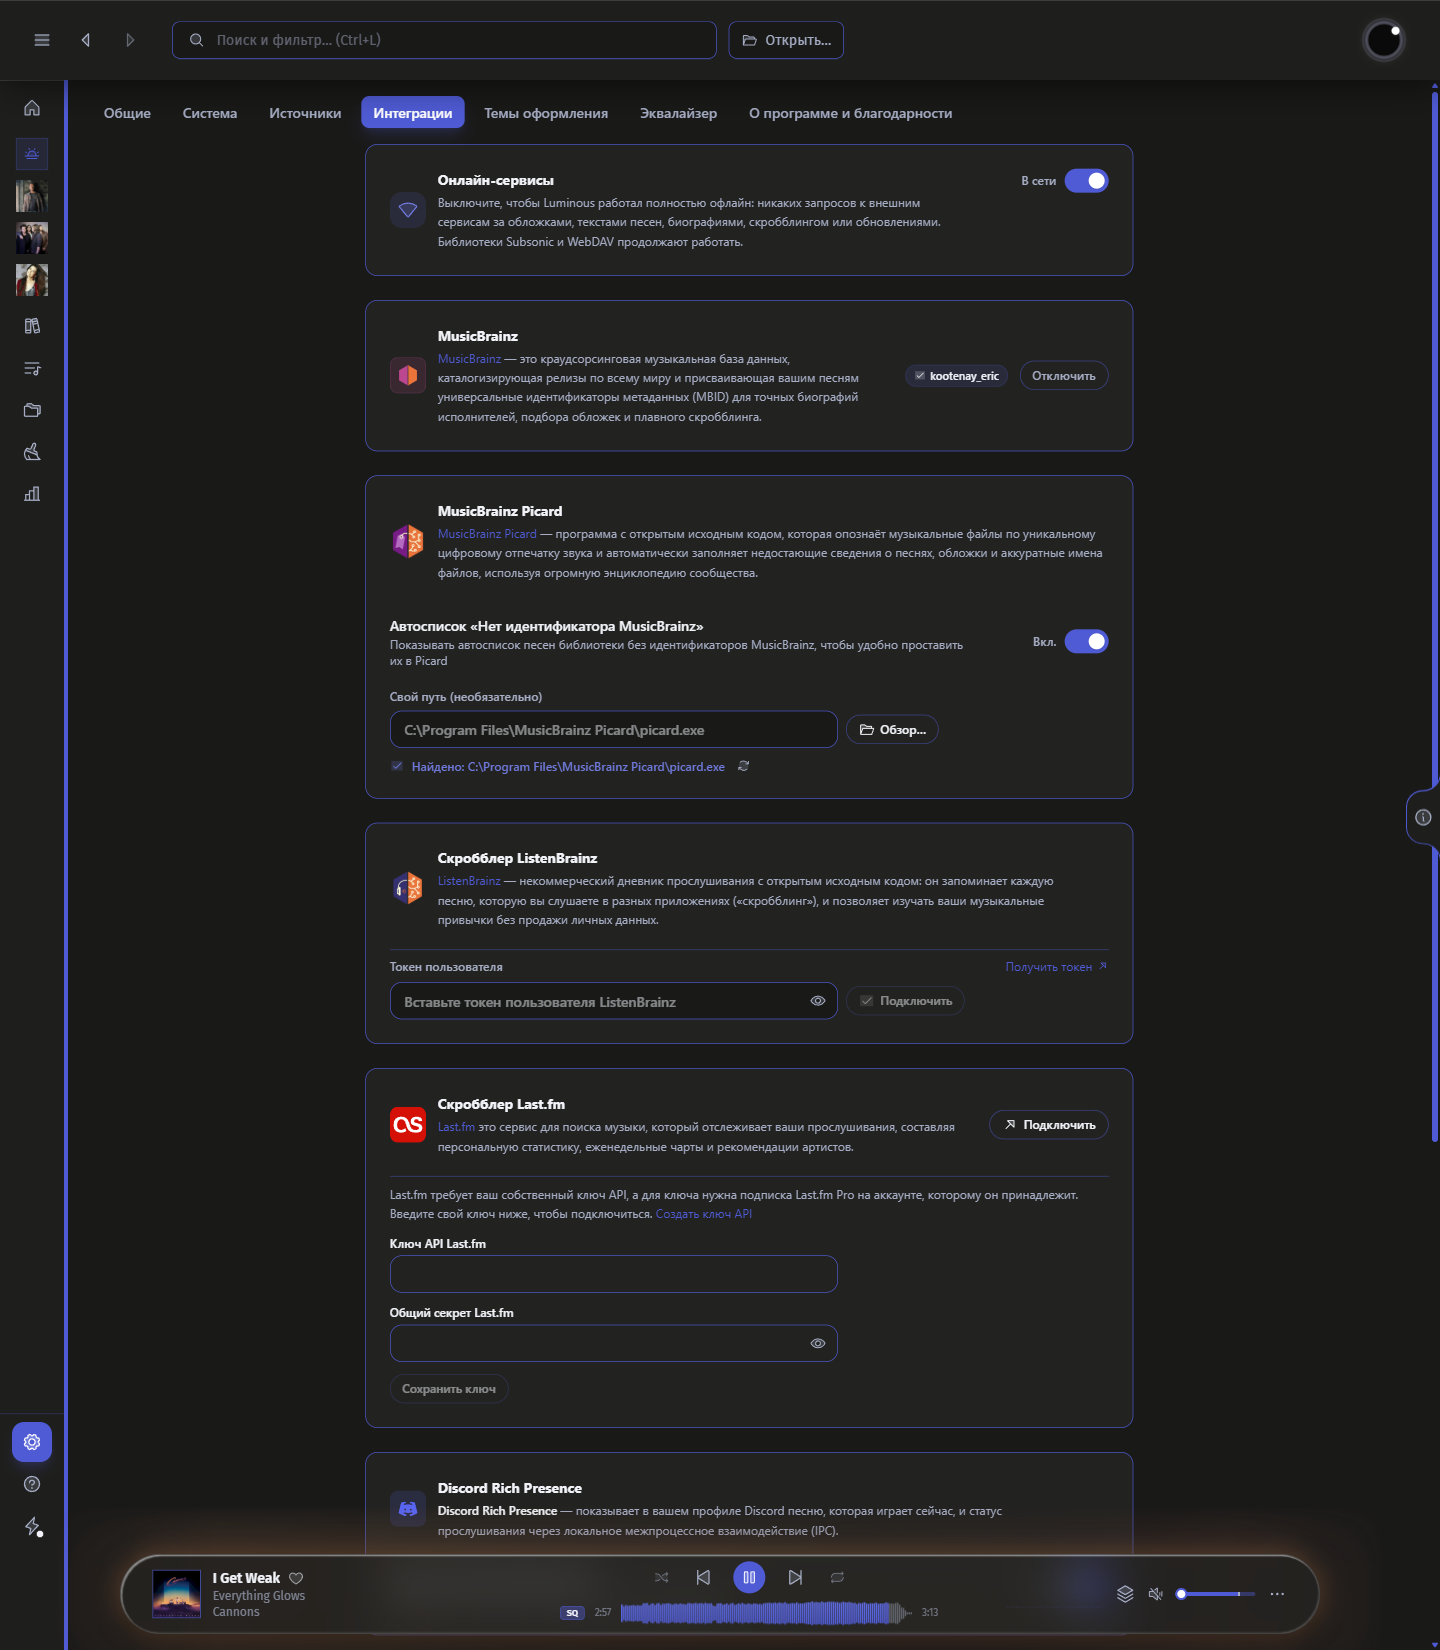 Поиск и фильтр... (Ctrl+L)
Открыть...
Общие
Система
Источники
Интеграции
Темы оформления
Эквалайзер
О программе и благодарности
Онлайн-сервисы
В сети
Выключите, чтобы Luminous работал полностью офлайн: никаких запросов к внешним
сервисам за обложками, текстами песен, биографиями, скробблингом или обновлениями.
Библиотеки Subsonic и WebDAV продолжают работать.
MusicBrainz
MusicBrainz — это краудсорсинговая музыкальная база данных,
каталогизирующая релизы по всему миру и присваивающая вашим песням
универсальные идентификаторы метаданных (MBID) для точных биографий
исполнителей, подбора обложек и плавного скробблинга.
kootenay_eric
Отключить
MusicBrainz Picard
MusicBrainz Picard — программа с открытым исходным кодом, которая опознаёт музыкальные файлы по уникальному
цифровому отпечатку звука и автоматически заполняет недостающие сведения о песнях, обложки и аккуратные имена
файлов, используя огромную энциклопедию сообщества.
Автосписок «Нет идентификатора MusicBrainz»
Показывать автосписок песен библиотеки без идентификаторов MusicBrainz, чтобы удобно проставить
их в Picard
Вкл.
Свой путь (необязательно)
C:\Program Files\MusicBrainz Picard\picard.exe
Обзор...
Найдено: C:\Program Files\MusicBrainz Picard\picard.exe
Скробблер ListenBrainz
ListenBrainz — некоммерческий дневник прослушивания с открытым исходным кодом: он запоминает каждую
песню, которую вы слушаете в разных приложениях («скробблинг»), и позволяет изучать ваши музыкальные
привычки без продажи личных данных.
Токен пользователя
Получить токен
Вставьте токен пользователя ListenBrainz
Подключить
Скробблер Last.fm
Last.fm это сервис для поиска музыки, который отслеживает ваши прослушивания, составляя
персональную статистику, еженедельные чарты и рекомендации артистов.
Подключить
Last.fm требует ваш собственный ключ API, а для ключа нужна подписка Last.fm Pro на аккаунте, которому он принадлежит.
Введите свой ключ ниже, чтобы подключиться. Создать ключ API
Ключ API Last.fm
Общий секрет Last.fm
Сохранить ключ
Discord Rich Presence
Discord Rich Presence — показывает в вашем профиле Discord песню, которая играет сейчас, и статус
прослушивания через локальное межпроцессное взаимодействие (IPC).
I Get Weak
Everything Glows
Cannons
SQ
2:57
3:13